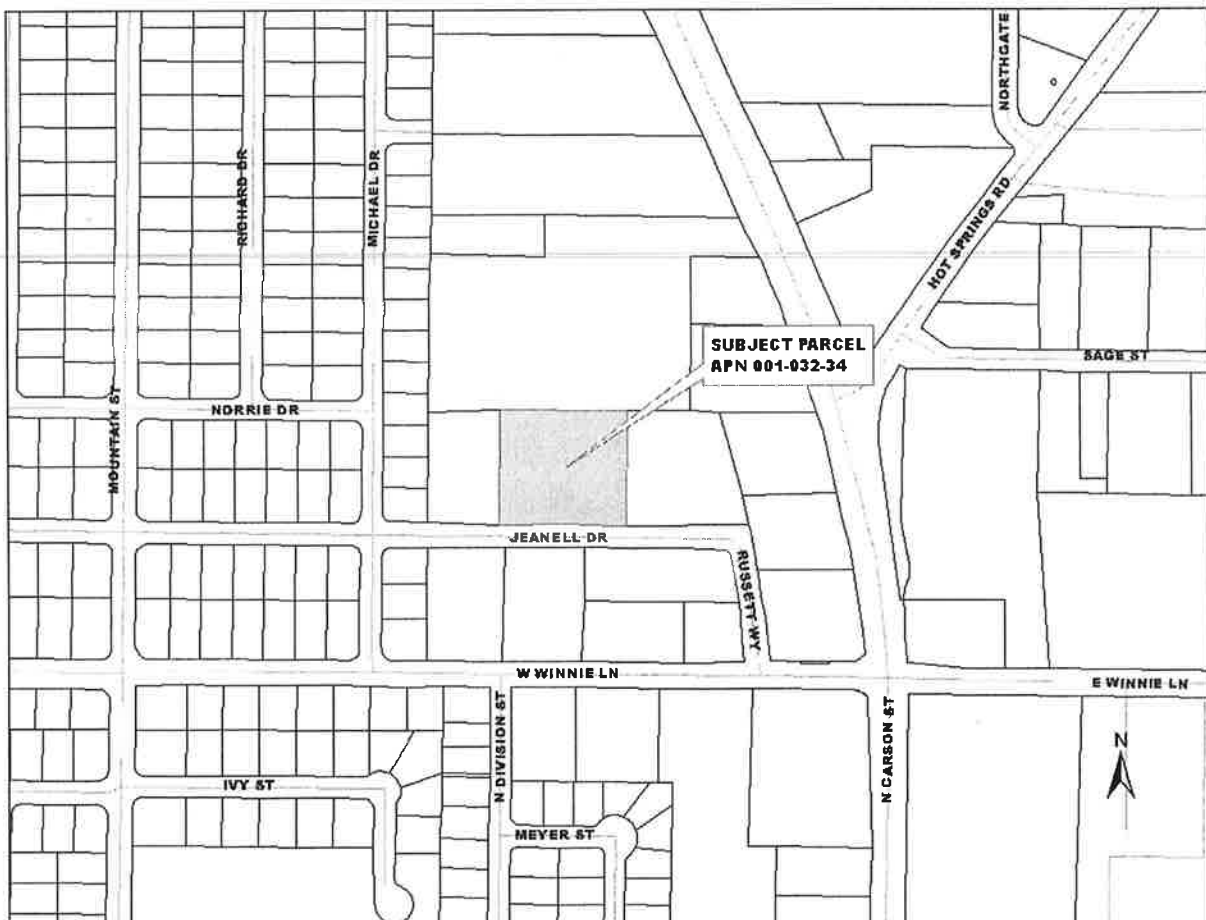 NORTHGATE
RICHARD DR
MICHAEL DR
HOT SPRINGS RD
SUBJECT PARCEL
APN 001-032-34
SAGE ST
MOUNTAIN ST
NORRIE DR
JEANELL DR
RUSSETT WY
W WINNIE LN
E WINNIE LN
N DIVISION ST
N CARSON ST
N
IVY ST
MEYER ST